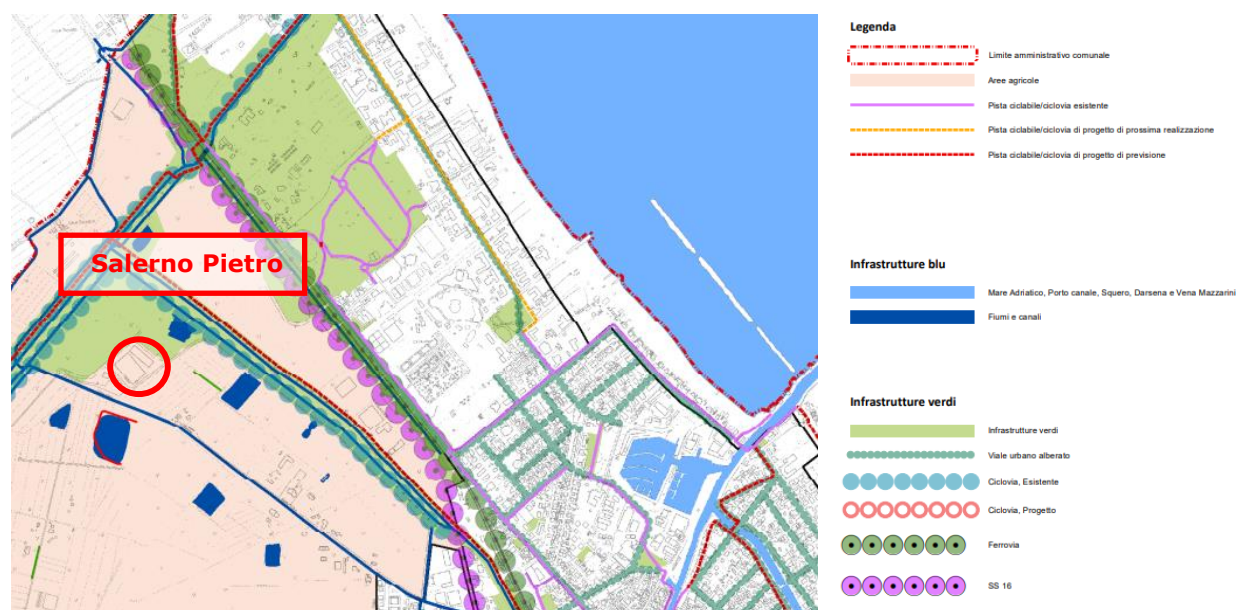 Salerno Pietro
Legenda
Limite amministrativo comunale
Aree agricole
Pista ciclabile/ciclovia esistente
Pista ciclabile/ciclovia di progetto di prossima realizzazione
Pista ciclabile/ciclovia di progetto di previsione
Infrastrutture blu
Mare Adriatico, Porto canale, Squero, Darsena e Vena Mazzarini
Fiumi e canali
Infrastrutture verdi
Infrastrutture verdi
Viale urbano alberato
Ciclovia, Esistente
Ciclovia, Progetto
Ferrovia
SS 16